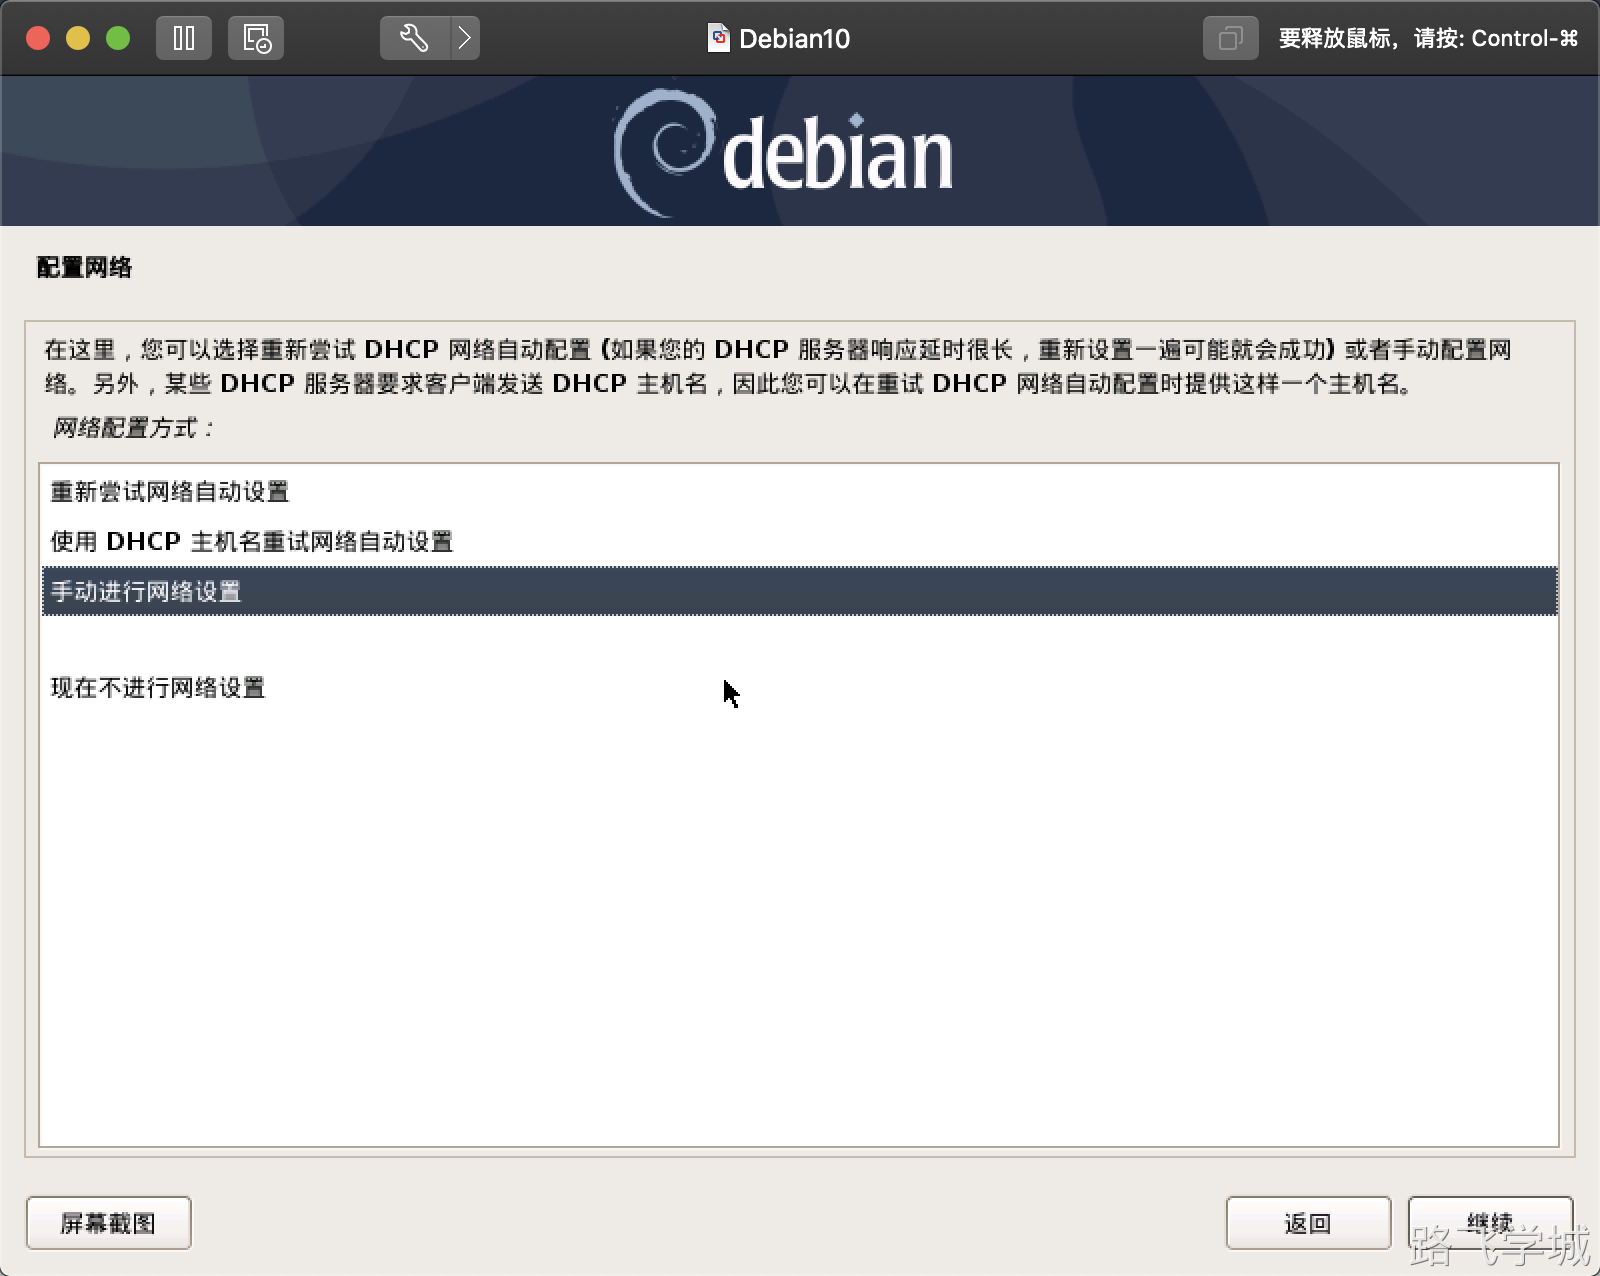 Debian10
要释放鼠标，请按: Control-⌘
debian
配置网络
在这里，您可以选择重新尝试 DHCP 网络自动配置 (如果您的 DHCP 服务器响应延时很长，重新设置一遍可能就会成功) 或者手动配置网
络。另外，某些 DHCP 服务器要求客户端发送 DHCP 主机名，因此您可以在重试 DHCP 网络自动配置时提供这样一个主机名。
网络配置方式：
重新尝试网络自动设置
使用 DHCP 主机名重试网络自动设置
手动进行网络设置
现在不进行网络设置
屏幕截图
返回
继续
路飞学城